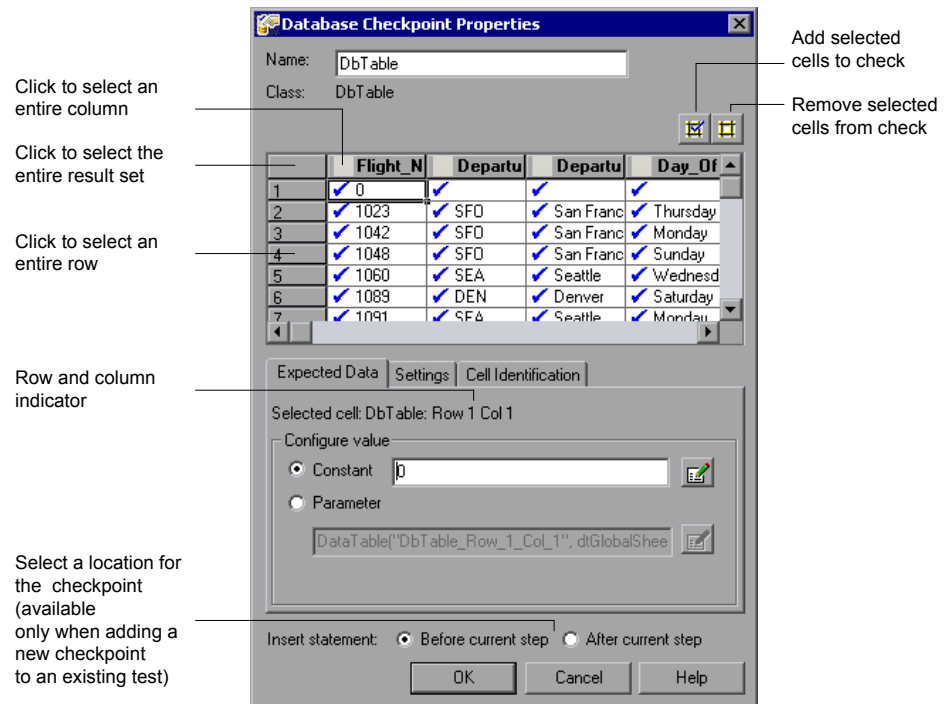 Database Checkpoint Properties
Name: DbTable
Class: DbTable
Add selected
cells to check
Remove selected
cells from check
Click to select an
entire column
Click to select the
entire result set
Click to select an
entire row
Flight_N Departu Departu Day_Of
1 0
2 1023 SFO San Franc Thursday
3 1042 SFO San Franc Monday
4 1048 SFO San Franc Sunday
5 1060 SEA Seattle Wednesd
6 1089 DEN Denver Saturday
7 1091 SEA Seattle Monday
Row and column
indicator
Expected Data Settings Cell Identification
Selected cell: DbTable: Row 1 Col 1
Configure value
Constant 0
Parameter
DataTable("DbTable_Row_1_Col_1", dtGlobalShee
Select a location for
the checkpoint
(available
only when adding a
new checkpoint
to an existing test)
Insert statement: Before current step After current step
OK Cancel Help